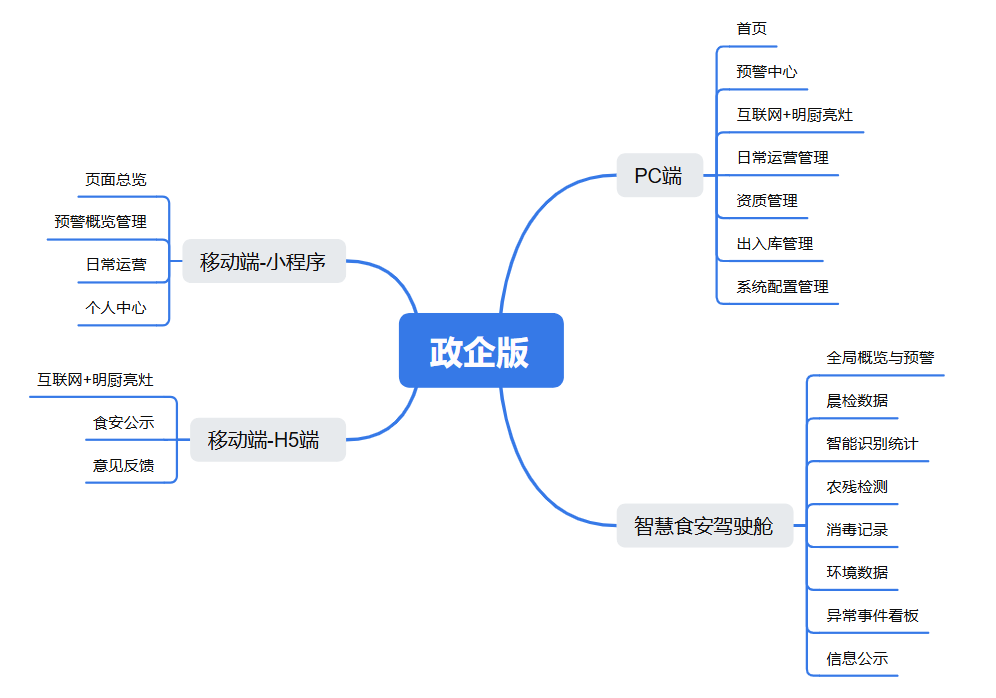 政企版
PC端
首页
预警中心
互联网+明厨亮灶
日常运营管理
资质管理
出入库管理
系统配置管理
智慧食安驾驶舱
全局概览与预警
晨检数据
智能识别统计
农残检测
消毒记录
环境数据
异常事件看板
信息公示
移动端-小程序
页面总览
预警概览管理
日常运营
个人中心
移动端-H5端
互联网+明厨亮灶
食安公示
意见反馈